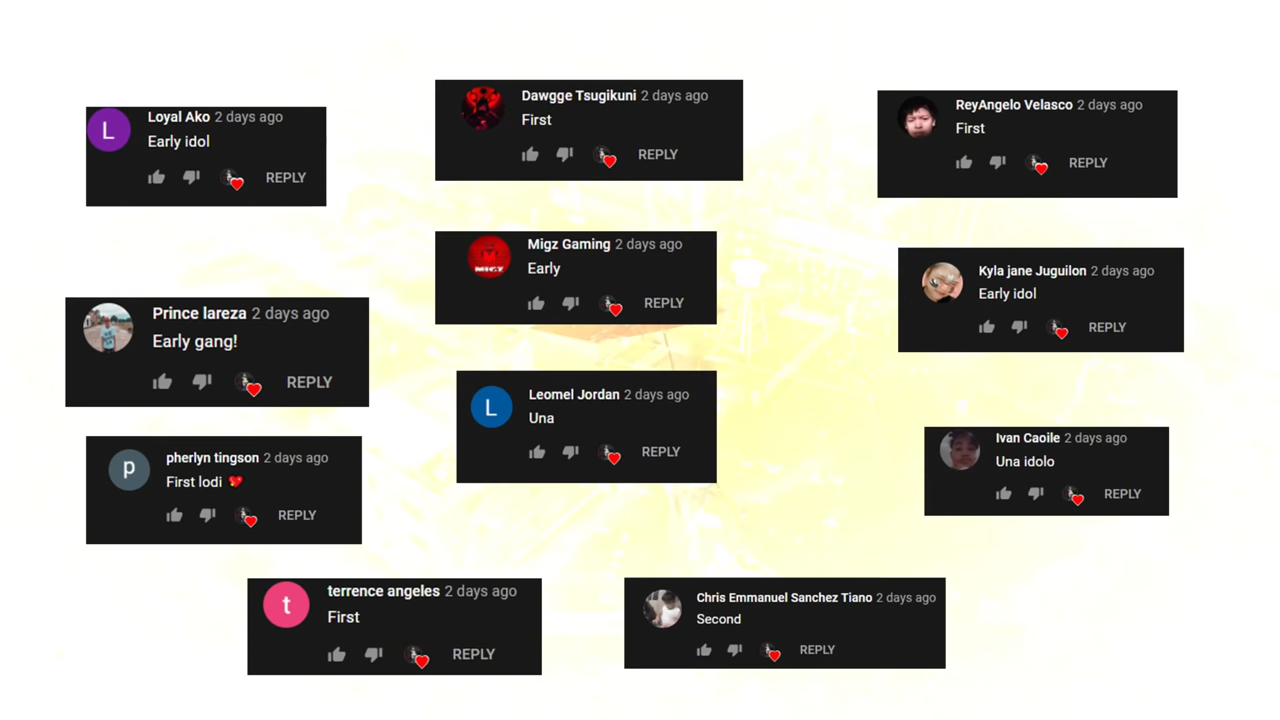 Loyal Ako 2 days ago
Early idol
REPLY
Dawgge Tsugikuni 2 days ago
First
REPLY
ReyAngelo Velasco 2 days ago
First
REPLY
Migz Gaming 2 days ago
Early
REPLY
MIGZ
Kyla jane Juguilon 2 days ago
Early idol
REPLY
Prince lareza 2 days ago
Early gang!
REPLY
L
Leomel Jordan 2 days ago
Una
REPLY
L
Ivan Caoile 2 days ago
Una idolo
REPLY
p
pherlyn tingson 2 days ago
First lodi 💖
REPLY
t
terrence angeles 2 days ago
First
REPLY
Chris Emmanuel Sanchez Tiano 2 days ago
Second
REPLY